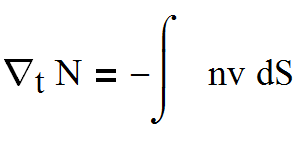 ∇t N = −∫ nv dS